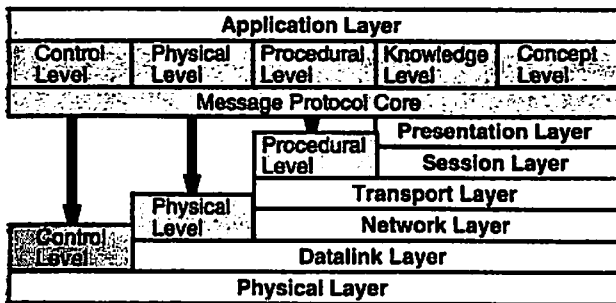 Application Layer
Control Level
Physical Level
Procedural Level
Knowledge Level
Concept Level
Message Protocol Core
Presentation Layer
Procedural Level
Session Layer
Transport Layer
Physical Level
Network Layer
Control Level
Datalink Layer
Physical Layer